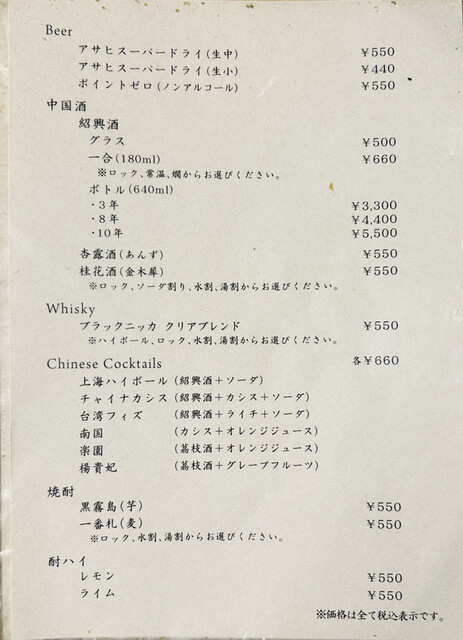 Beer
アサヒスーパードライ(生中) ¥550
アサヒスーパードライ(生小) ¥440
ポイントゼロ(ノンアルコール) ¥550
中国酒
紹興酒
グラス ¥500
一合(180ml) ¥660
※ロック、常温、燗からお選びください。
ボトル(640ml)
・3年 ¥3,300
・8年 ¥4,400
・10年 ¥5,500
杏露酒(あんず) ¥550
桂花酒(金木犀) ¥550
※ロック、ソーダ割り、水割、湯割からお選びください。
Whisky
ブラックニッカ クリアブレンド ¥550
※ハイボール、ロック、水割、湯割からお選びください。
Chinese Cocktails 各¥660
上海ハイボール (紹興酒+ソーダ)
チャイナカシス (紹興酒+カシス+ソーダ)
台湾フィズ (紹興酒+ライチ+ソーダ)
南国 (カシス+オレンジジュース)
楽園 (茘枝酒+オレンジジュース)
楊貴妃 (茘枝酒+グレープフルーツ)
焼酎
黒霧島(芋) ¥550
一番札(麦) ¥550
※ロック、水割、湯割からお選びください。
酎ハイ
レモン ¥550
ライム ¥550
※価格は全て税込表示です。